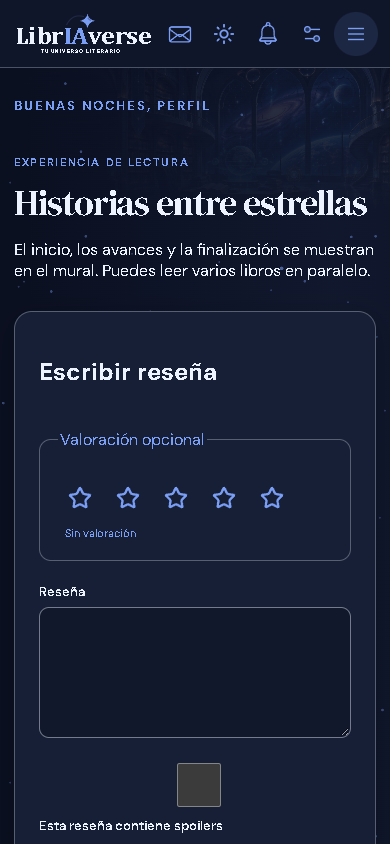 LibrIAverse
TU UNIVERSO LITERARIO
BUENAS NOCHES, PERFIL
EXPERIENCIA DE LECTURA
Historias entre estrellas
El inicio, los avances y la finalización se muestran
en el mural. Puedes leer varios libros en paralelo.
Escribir reseña
Valoración opcional
Sin valoración
Reseña
Esta reseña contiene spoilers